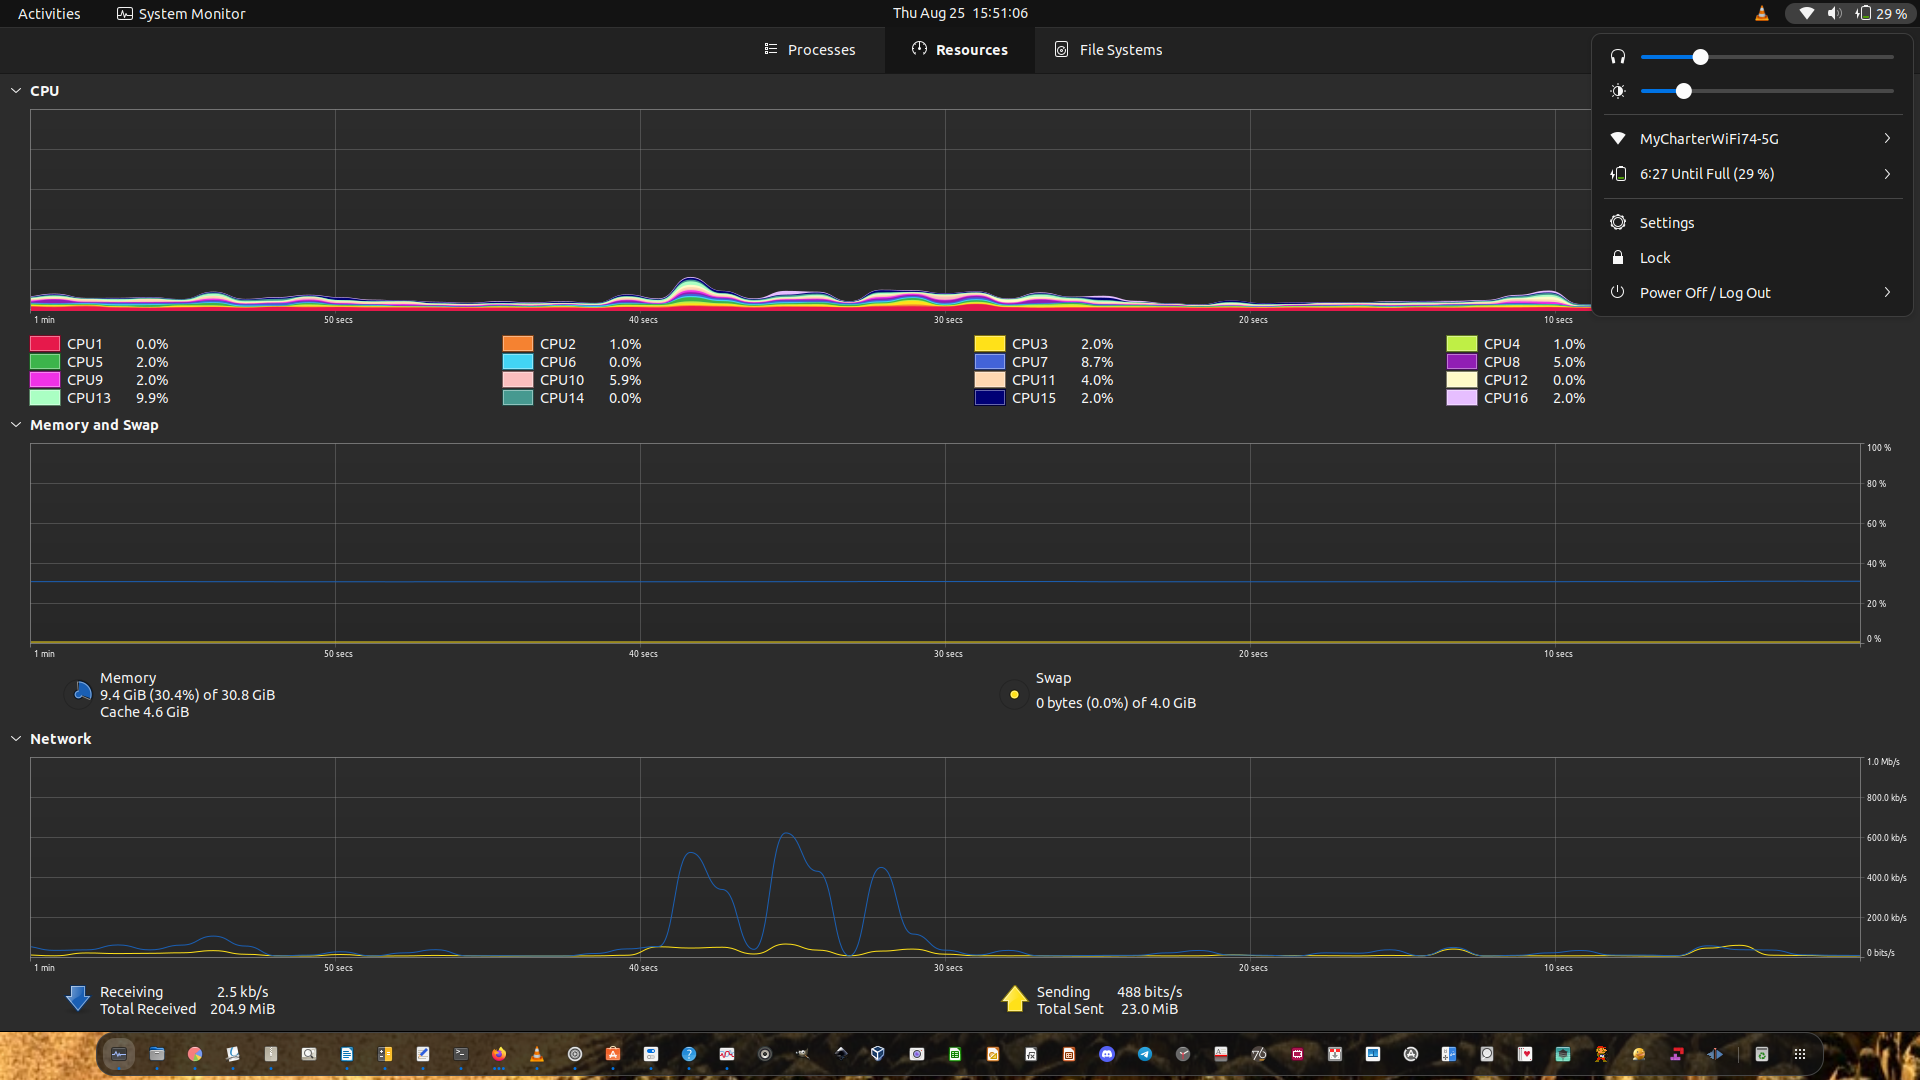 Activities
System Monitor
Thu Aug 25 15:51:06
29 %
Processes
Resources
File Systems
MyCharterWiFi74-5G
6:27 Until Full (29 %)
Settings
Lock
Power Off / Log Out
CPU
1 min 50 secs 40 secs 30 secs 20 secs 10 secs
CPU1 0.0% CPU2 1.0% CPU3 2.0% CPU4 1.0%
CPU5 2.0% CPU6 0.0% CPU7 8.7% CPU8 5.0%
CPU9 2.0% CPU10 5.9% CPU11 4.0% CPU12 0.0%
CPU13 9.9% CPU14 0.0% CPU15 2.0% CPU16 2.0%
Memory and Swap
100 %
80 %
60 %
40 %
20 %
0 %
1 min 50 secs 40 secs 30 secs 20 secs 10 secs
Memory
9.4 GiB (30.4%) of 30.8 GiB
Cache 4.6 GiB
Swap
0 bytes (0.0%) of 4.0 GiB
Network
1.0 Mb/s
800.0 kb/s
600.0 kb/s
400.0 kb/s
200.0 kb/s
0 bits/s
1 min 50 secs 40 secs 30 secs 20 secs 10 secs
Receiving 2.5 kb/s
Total Received 204.9 MiB
Sending 488 bits/s
Total Sent 23.0 MiB
76